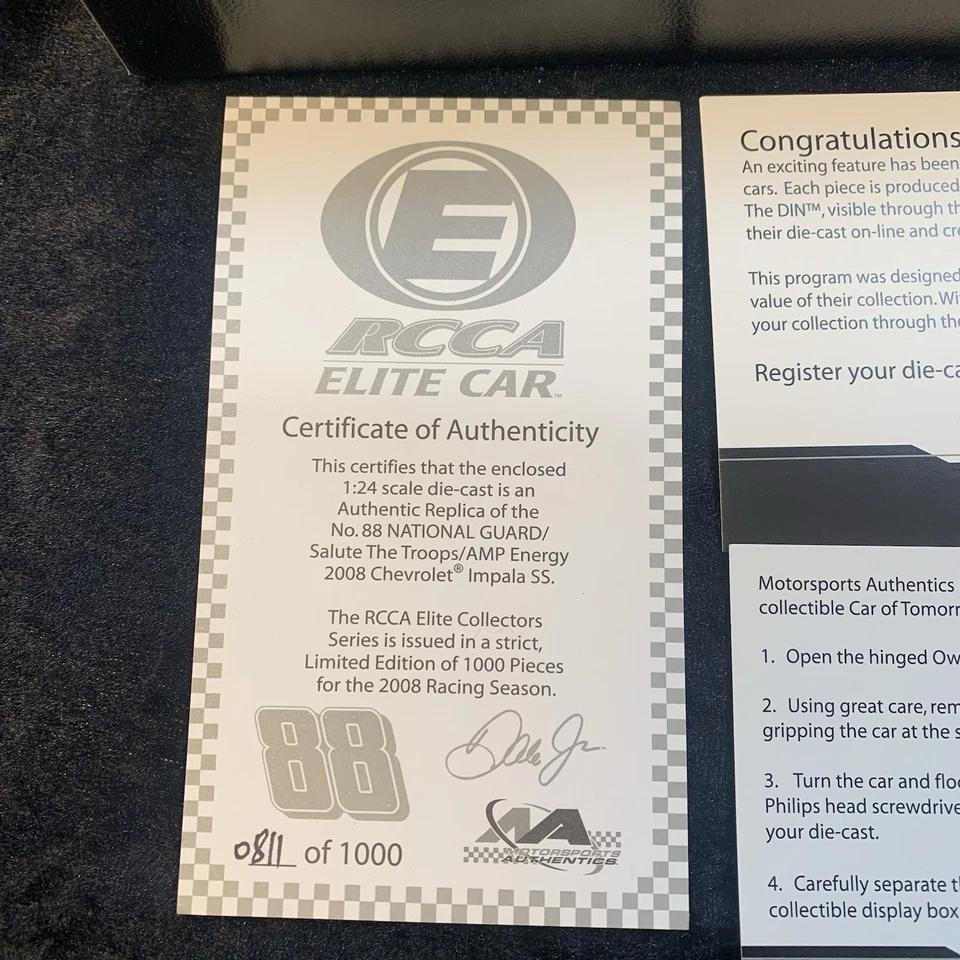 E
RCCA
ELITE CAR™
Certificate of Authenticity
This certifies that the enclosed
1:24 scale die-cast is an
Authentic Replica of the
No. 88 NATIONAL GUARD/
Salute The Troops/AMP Energy
2008 Chevrolet® Impala SS.
The RCCA Elite Collectors
Series is issued in a strict,
Limited Edition of 1000 Pieces
for the 2008 Racing Season.
88
Dale Jr.
0811 of 1000
MA
MOTORSPORTS
AUTHENTICS
Congratulations
An exciting feature has been
cars. Each piece is produced
The DIN™, visible through th
their die-cast on-line and cre
This program was designed
value of their collection. Wi
your collection through the
Register your die-ca
Motorsports Authentics
collectible Car of Tomorr
1. Open the hinged Ow
2. Using great care, rem
gripping the car at the s
3. Turn the car and floo
Philips head screwdrive
your die-cast.
4. Carefully separate t
collectible display box